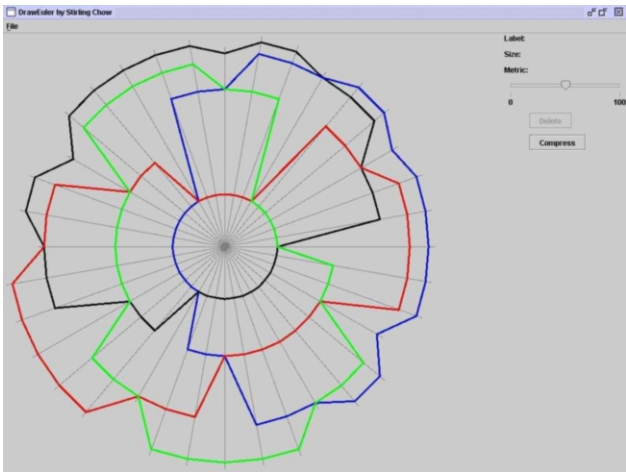 DrawEuler by Stirling Chow
File
Label:
Size:
Metric:
0 100
Delete
Compress